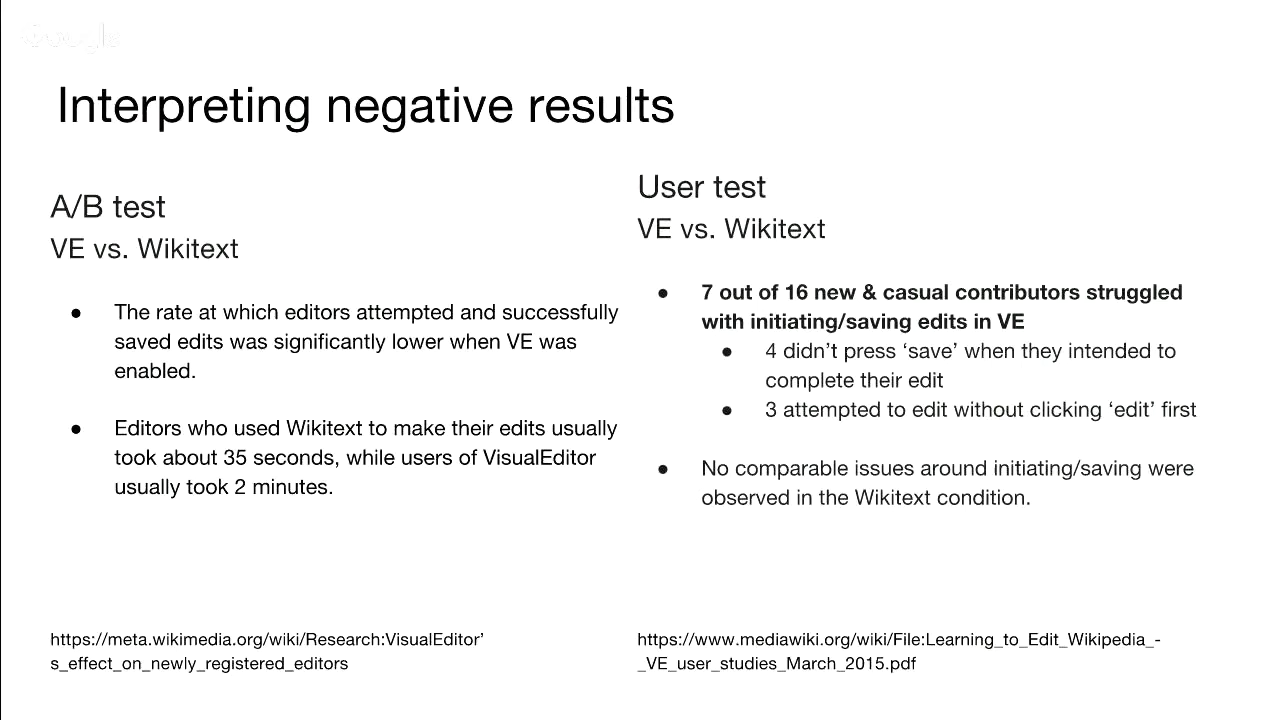 Google
Interpreting negative results
A/B test
VE vs. Wikitext
● The rate at which editors attempted and successfully
saved edits was significantly lower when VE was
enabled.
● Editors who used Wikitext to make their edits usually
took about 35 seconds, while users of VisualEditor
usually took 2 minutes.
https://meta.wikimedia.org/wiki/Research:VisualEditor’
s_effect_on_newly_registered_editors
User test
VE vs. Wikitext
● 7 out of 16 new & casual contributors struggled
with initiating/saving edits in VE
● 4 didn’t press ‘save’ when they intended to
complete their edit
● 3 attempted to edit without clicking ‘edit’ first
● No comparable issues around initiating/saving were
observed in the Wikitext condition.
https://www.mediawiki.org/wiki/File:Learning_to_Edit_Wikipedia_-
_VE_user_studies_March_2015.pdf